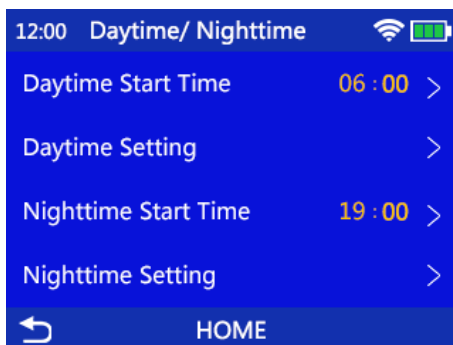 12:00 Daytime/ Nighttime
Daytime Start Time 06:00 >
Daytime Setting >
Nighttime Start Time 19:00 >
Nighttime Setting >
HOME